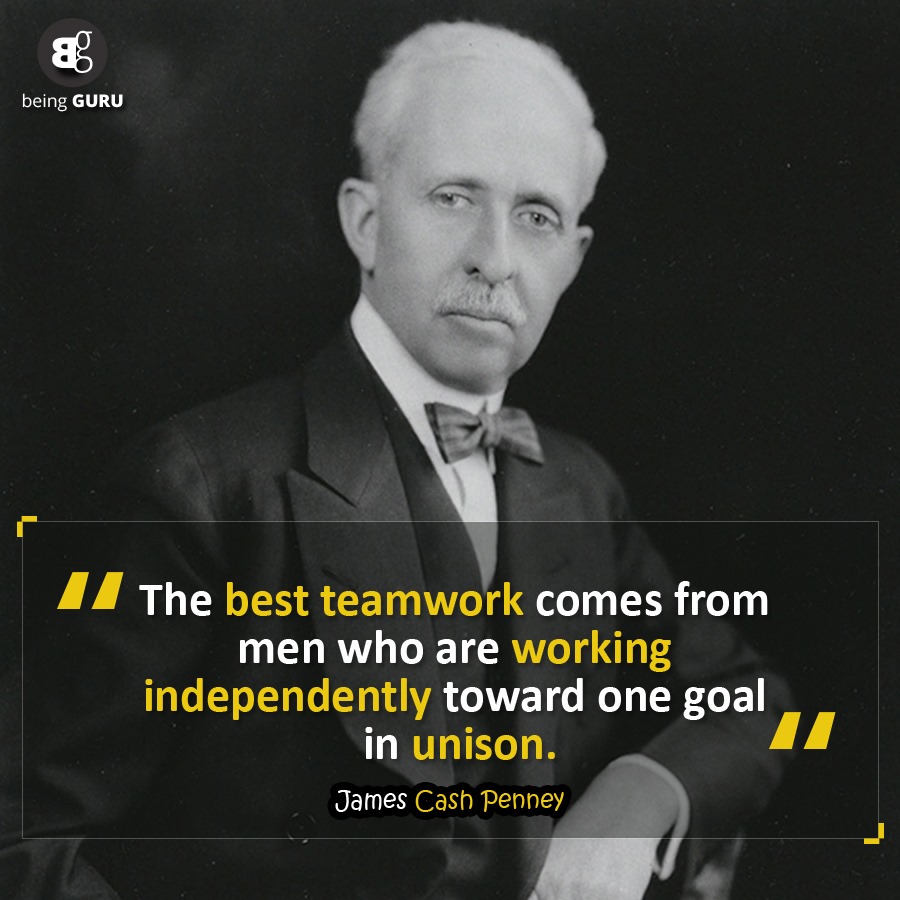 Bg
being GURU
“The best teamwork comes from
men who are working
independently toward one goal
in unison.”
James Cash Penney